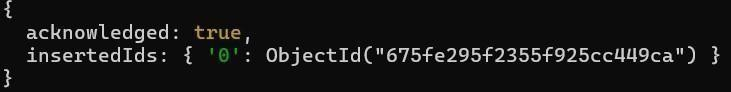 {
  acknowledged: true,
  insertedIds: { '0': ObjectId("675fe295f2355f925cc449ca") }
}